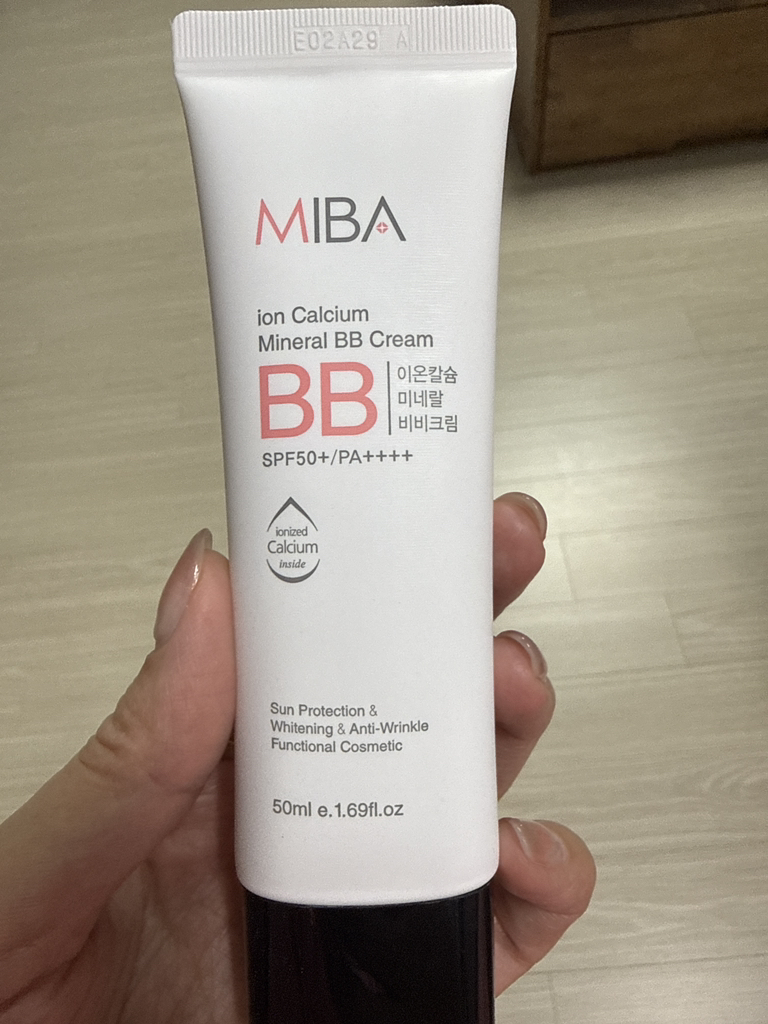 E02A29 A
MIBA
ion Calcium
Mineral BB Cream
BB
이온칼슘
미네랄
비비크림
SPF50+/PA++++
ionized
Calcium
inside
Sun Protection &
Whitening & Anti-Wrinkle
Functional Cosmetic
50ml e.1.69fl.oz